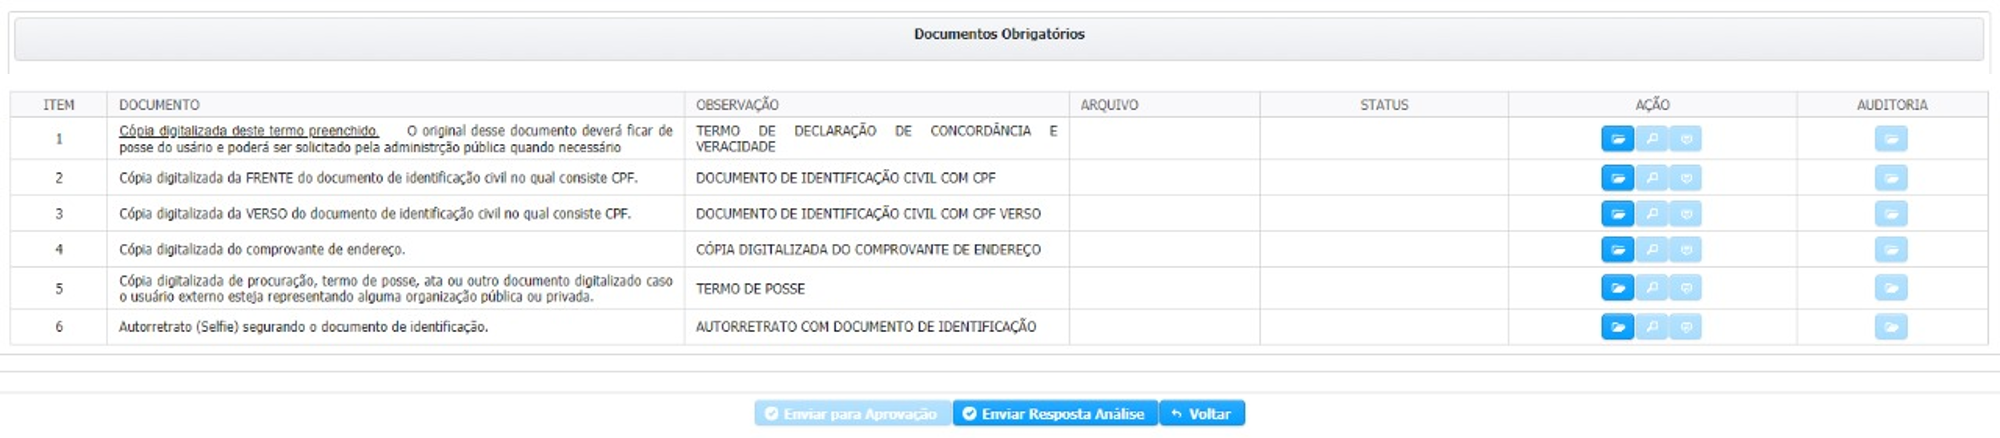 Documentos Obrigatórios
ITEM DOCUMENTO OBSERVAÇÃO ARQUIVO STATUS AÇÃO AUDITORIA
1 Cópia digitalizada deste termo preenchido. O original desse documento deverá ficar de posse do usário e poderá ser solicitado pela administrção pública quando necessário TERMO DE DECLARAÇÃO DE CONCORDÂNCIA E VERACIDADE
2 Cópia digitalizada da FRENTE do documento de identificação civil no qual consiste CPF. DOCUMENTO DE IDENTIFICAÇÃO CIVIL COM CPF
3 Cópia digitalizada da VERSO do documento de identificação civil no qual consiste CPF. DOCUMENTO DE IDENTIFICAÇÃO CIVIL COM CPF VERSO
4 Cópia digitalizada do comprovante de endereço. CÓPIA DIGITALIZADA DO COMPROVANTE DE ENDEREÇO
5 Cópia digitalizada de procuração, termo de posse, ata ou outro documento digitalizado caso o usuário externo esteja representando alguma organização pública ou privada. TERMO DE POSSE
6 Autorretrato (Selfie) segurando o documento de identificação. AUTORRETRATO COM DOCUMENTO DE IDENTIFICAÇÃO
Enviar para Aprovação Enviar Resposta Análise Voltar